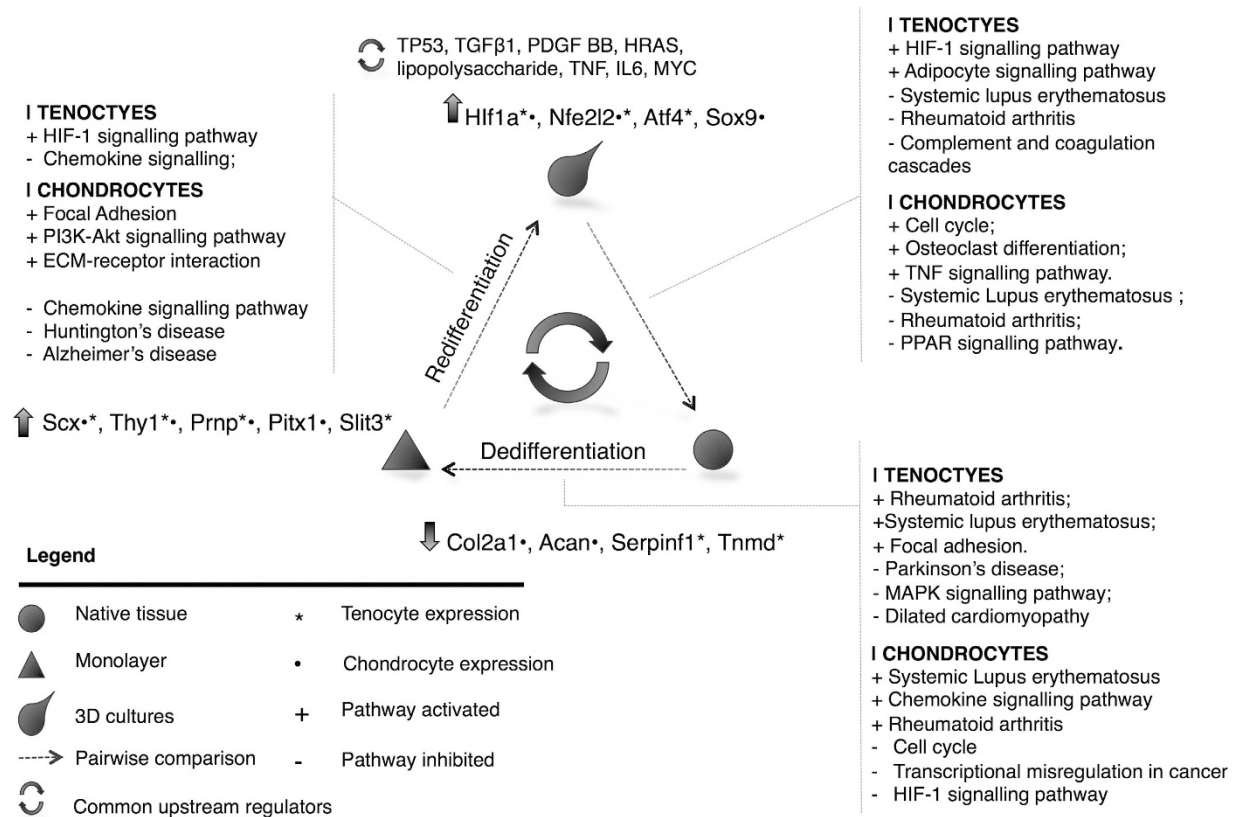 TP53, TGFβ1, PDGF BB, HRAS,
lipopolysaccharide, TNF, IL6, MYC
HIf1a*•, Nfe2l2•*, Atf4*, Sox9•
I TENOCTYES
+ HIF-1 signalling pathway
- Chemokine signalling;
I CHONDROCYTES
+ Focal Adhesion
+ PI3K-Akt signalling pathway
+ ECM-receptor interaction
- Chemokine signalling pathway
- Huntington's disease
- Alzheimer's disease
I TENOCTYES
+ HIF-1 signalling pathway
+ Adipocyte signalling pathway
- Systemic lupus erythematosus
- Rheumatoid arthritis
- Complement and coagulation
cascades
I CHONDROCYTES
+ Cell cycle;
+ Osteoclast differentiation;
+ TNF signalling pathway.
- Systemic Lupus erythematosus ;
- Rheumatoid arthritis;
- PPAR signalling pathway.
Redifferentiation
Scx•*, Thy1*•, Prnp*•, Pitx1•, Slit3*
Dedifferentiation
Col2a1•, Acan•, Serpinf1*, Tnmd*
I TENOCTYES
+ Rheumatoid arthritis;
+Systemic lupus erythematosus;
+ Focal adhesion.
- Parkinson's disease;
- MAPK signalling pathway;
- Dilated cardiomyopathy
I CHONDROCYTES
+ Systemic Lupus erythematosus
+ Chemokine signalling pathway
+ Rheumatoid arthritis
- Cell cycle
- Transcriptional misregulation in cancer
- HIF-1 signalling pathway
Legend
Native tissue
* Tenocyte expression
Monolayer
• Chondrocyte expression
3D cultures
+ Pathway activated
Pairwise comparison
- Pathway inhibited
Common upstream regulators